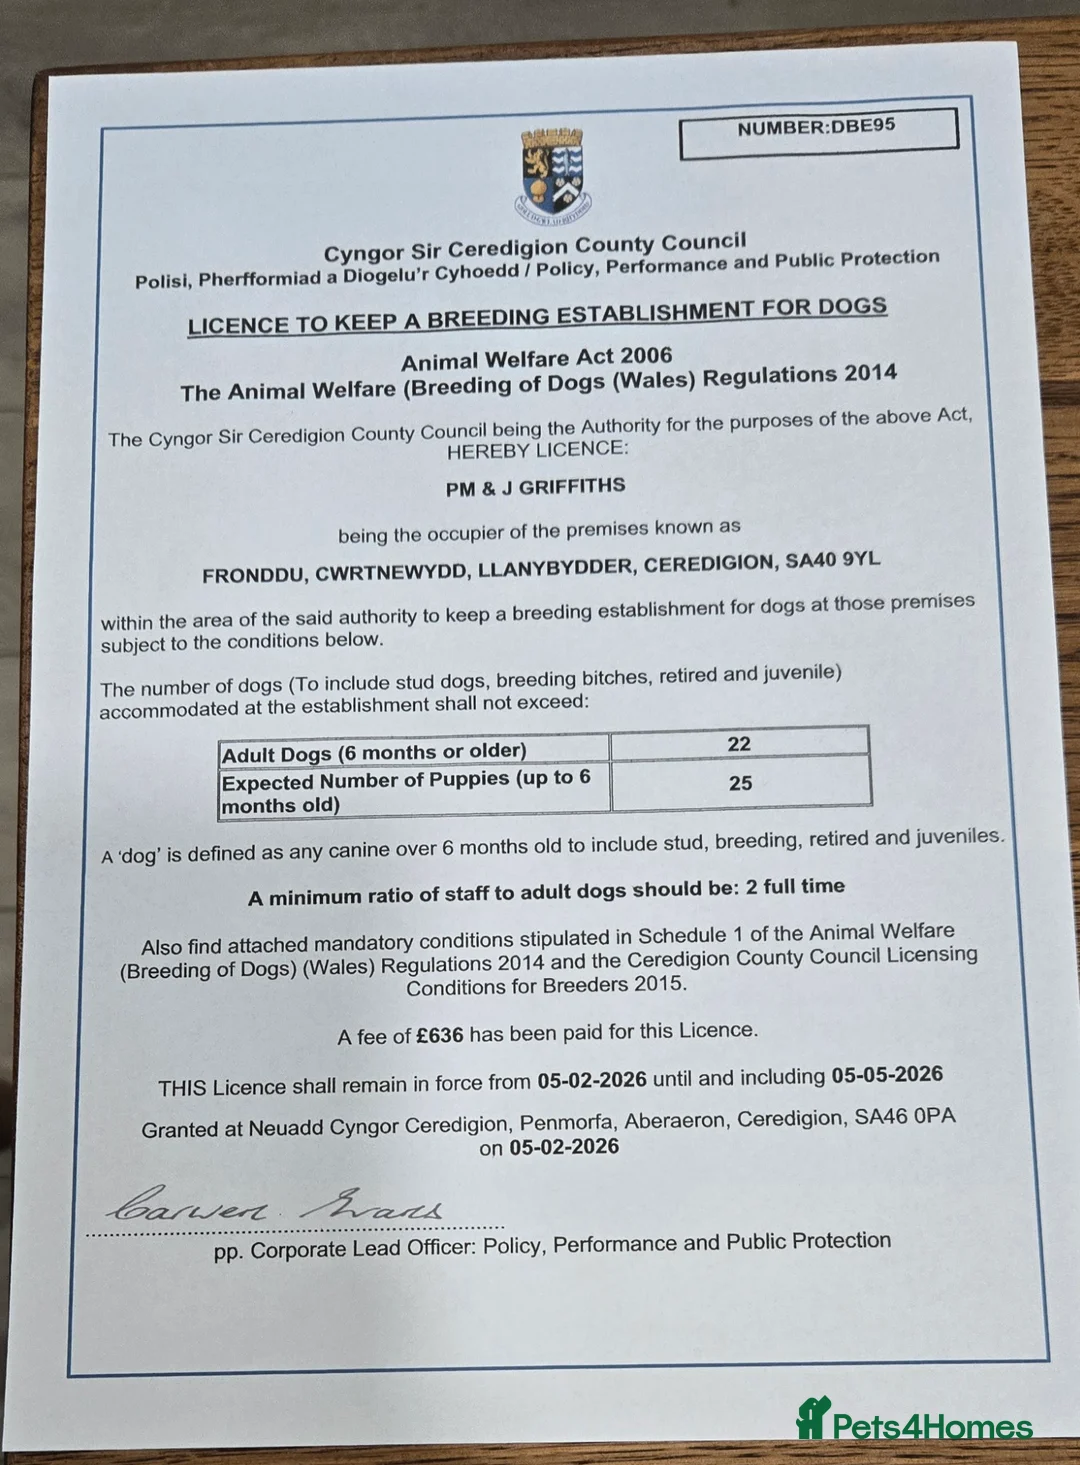 NUMBER:DBE95
Cyngor Sir Ceredigion County Council
Polisi, Pherfformiad a Diogelu'r Cyhoedd / Policy, Performance and Public Protection
LICENCE TO KEEP A BREEDING ESTABLISHMENT FOR DOGS
Animal Welfare Act 2006
The Animal Welfare (Breeding of Dogs (Wales) Regulations 2014
The Cyngor Sir Ceredigion County Council being the Authority for the purposes of the above Act,
HEREBY LICENCE:
PM & J GRIFFITHS
being the occupier of the premises known as
FRONDDU, CWRTNEWYDD, LLANYBYDDER, CEREDIGION, SA40 9YL
within the area of the said authority to keep a breeding establishment for dogs at those premises
subject to the conditions below.
The number of dogs (To include stud dogs, breeding bitches, retired and juvenile)
accommodated at the establishment shall not exceed:
Adult Dogs (6 months or older) 22
Expected Number of Puppies (up to 6
months old) 25
A 'dog' is defined as any canine over 6 months old to include stud, breeding, retired and juveniles.
A minimum ratio of staff to adult dogs should be: 2 full time
Also find attached mandatory conditions stipulated in Schedule 1 of the Animal Welfare
(Breeding of Dogs) (Wales) Regulations 2014 and the Ceredigion County Council Licensing
Conditions for Breeders 2015.
A fee of £636 has been paid for this Licence.
THIS Licence shall remain in force from 05-02-2026 until and including 05-05-2026
Granted at Neuadd Cyngor Ceredigion, Penmorfa, Aberaeron, Ceredigion, SA46 0PA
on 05-02-2026
Carwen Evans
pp. Corporate Lead Officer: Policy, Performance and Public Protection
Pets4Homes